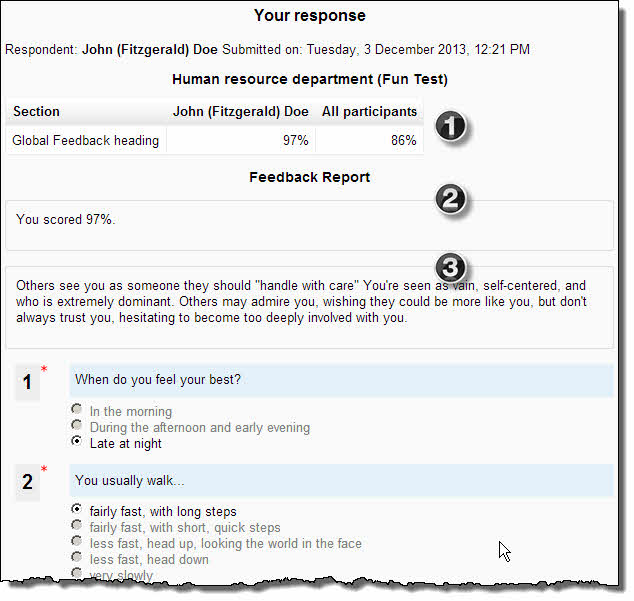 Your response
Respondent: John (Fitzgerald) Doe Submitted on: Tuesday, 3 December 2013, 12:21 PM
Human resource department (Fun Test)
Section John (Fitzgerald) Doe All participants
Global Feedback heading 97% 86%
1
Feedback Report
2
You scored 97%.
3
Others see you as someone they should "handle with care" You're seen as vain, self-centered, and
who is extremely dominant. Others may admire you, wishing they could be more like you, but don't
always trust you, hesitating to become too deeply involved with you.
1 * When do you feel your best?
In the morning
During the afternoon and early evening
Late at night
2 * You usually walk...
fairly fast, with long steps
fairly fast, with short, quick steps
less fast, head up, looking the world in the face
less fast, head down
very slowly